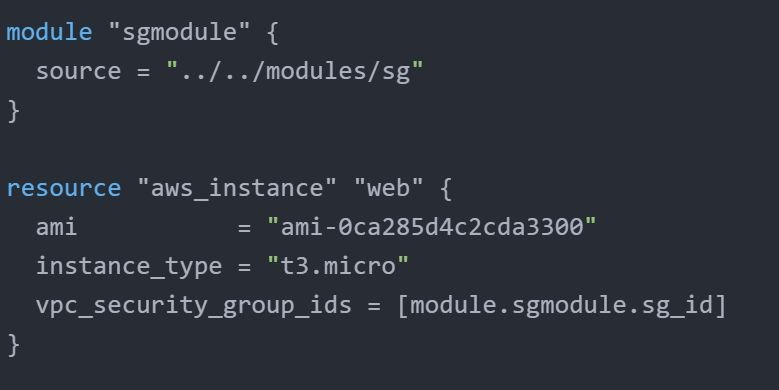 module "sgmodule" {
  source = "../../modules/sg"
}

resource "aws_instance" "web" {
  ami           = "ami-0ca285d4c2cda3300"
  instance_type = "t3.micro"
  vpc_security_group_ids = [module.sgmodule.sg_id]
}